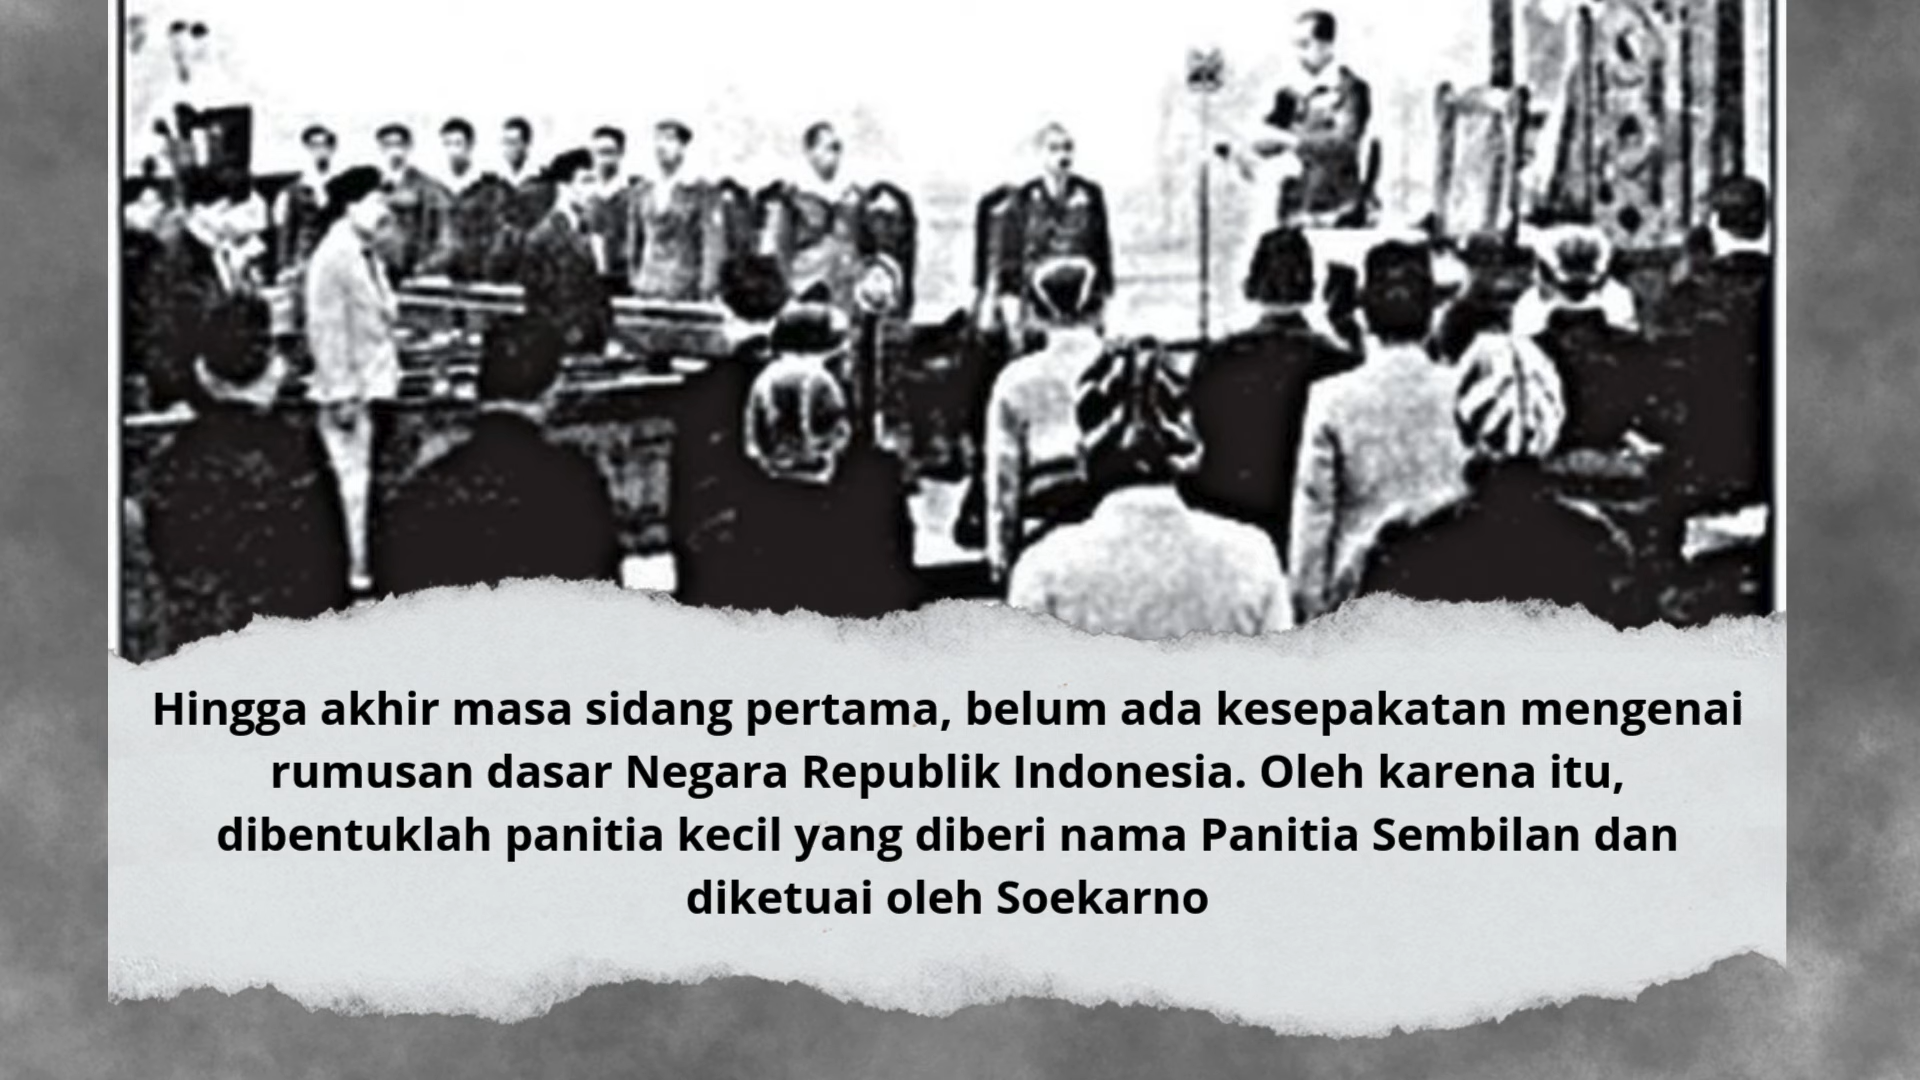 Hingga akhir masa sidang pertama, belum ada kesepakatan mengenai
rumusan dasar Negara Republik Indonesia. Oleh karena itu,
dibentuklah panitia kecil yang diberi nama Panitia Sembilan dan
diketuai oleh Soekarno